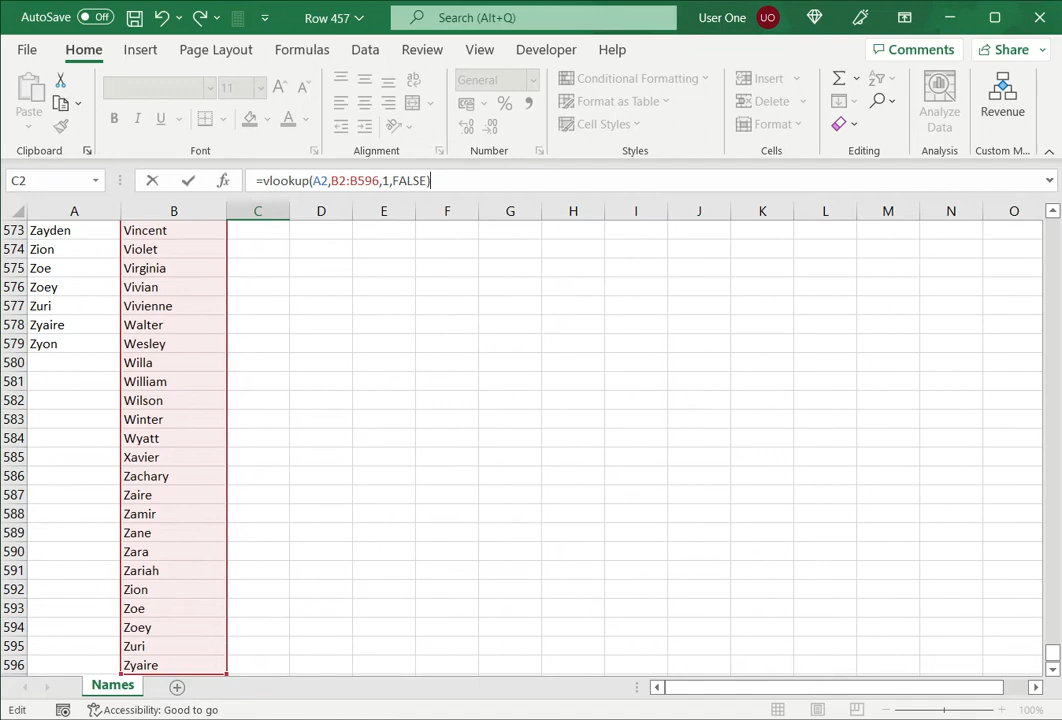 AutoSave Off Row 457 Search (Alt+Q) User One UO
File Home Insert Page Layout Formulas Data Review View Developer Help Comments Share
Paste 11 General Conditional Formatting Insert Analyze Data Revenue
B I U Format as Table Delete
Cell Styles Format
Clipboard Font Alignment Number Styles Cells Editing Analysis Custom M...
C2 fx =vlookup(A2,B2:B596,1,FALSE)
A B C D E F G H I J K L M N O
573 Zayden Vincent
574 Zion Violet
575 Zoe Virginia
576 Zoey Vivian
577 Zuri Vivienne
578 Zyaire Walter
579 Zyon Wesley
580 Willa
581 William
582 Wilson
583 Winter
584 Wyatt
585 Xavier
586 Zachary
587 Zaire
588 Zamir
589 Zane
590 Zara
591 Zariah
592 Zion
593 Zoe
594 Zoey
595 Zuri
596 Zyaire
Names
Edit Accessibility: Good to go 100%